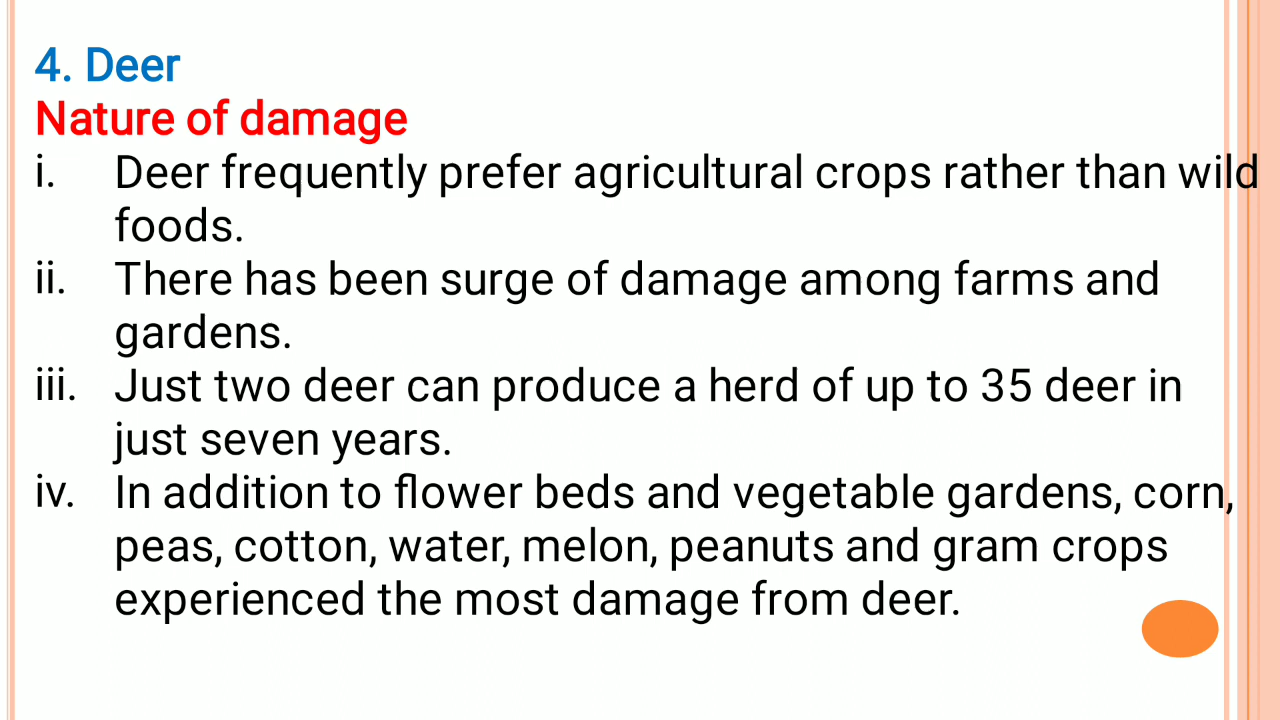 4. Deer
Nature of damage
i. Deer frequently prefer agricultural crops rather than wild
foods.
ii. There has been surge of damage among farms and
gardens.
iii. Just two deer can produce a herd of up to 35 deer in
just seven years.
iv. In addition to flower beds and vegetable gardens, corn,
peas, cotton, water, melon, peanuts and gram crops
experienced the most damage from deer.